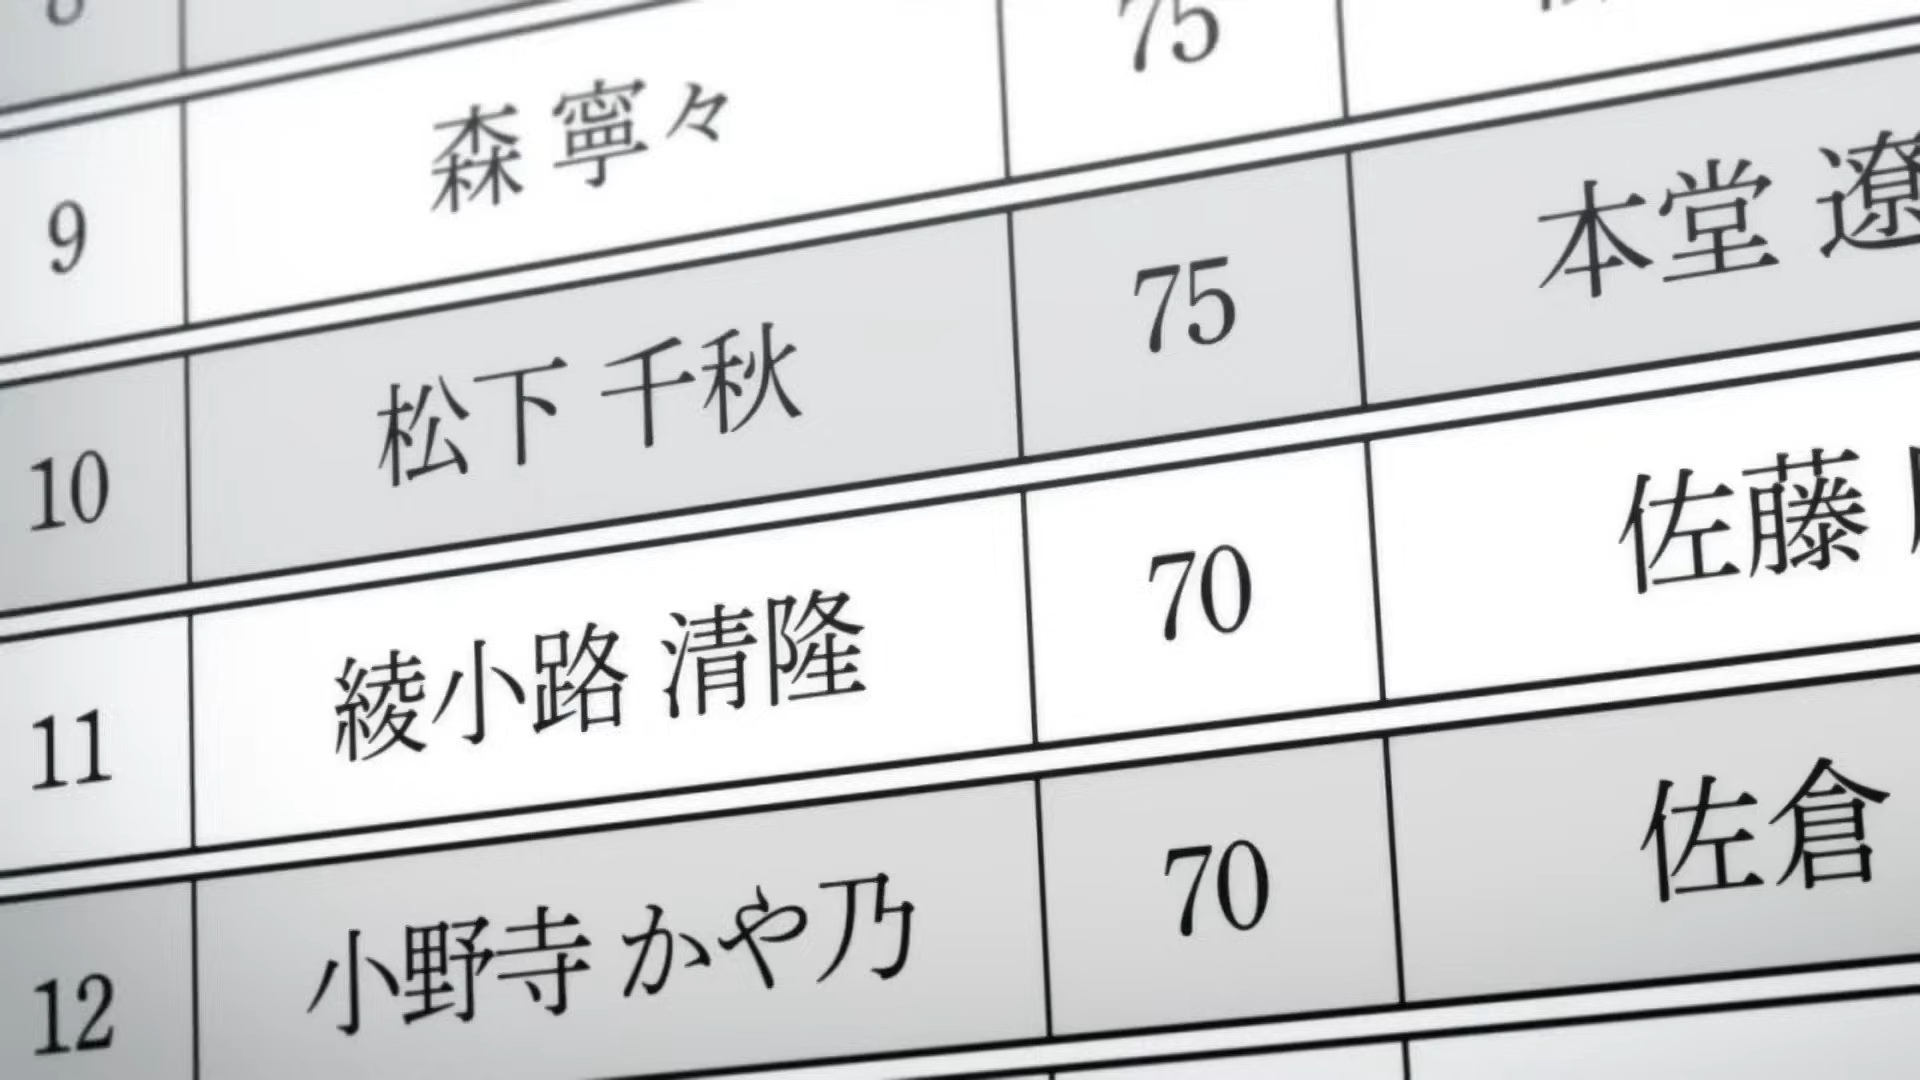 75
9 森 寧々
10 松下 千秋 75 本堂 遼
11 綾小路 清隆 70 佐藤
12 小野寺 かや乃 70 佐倉